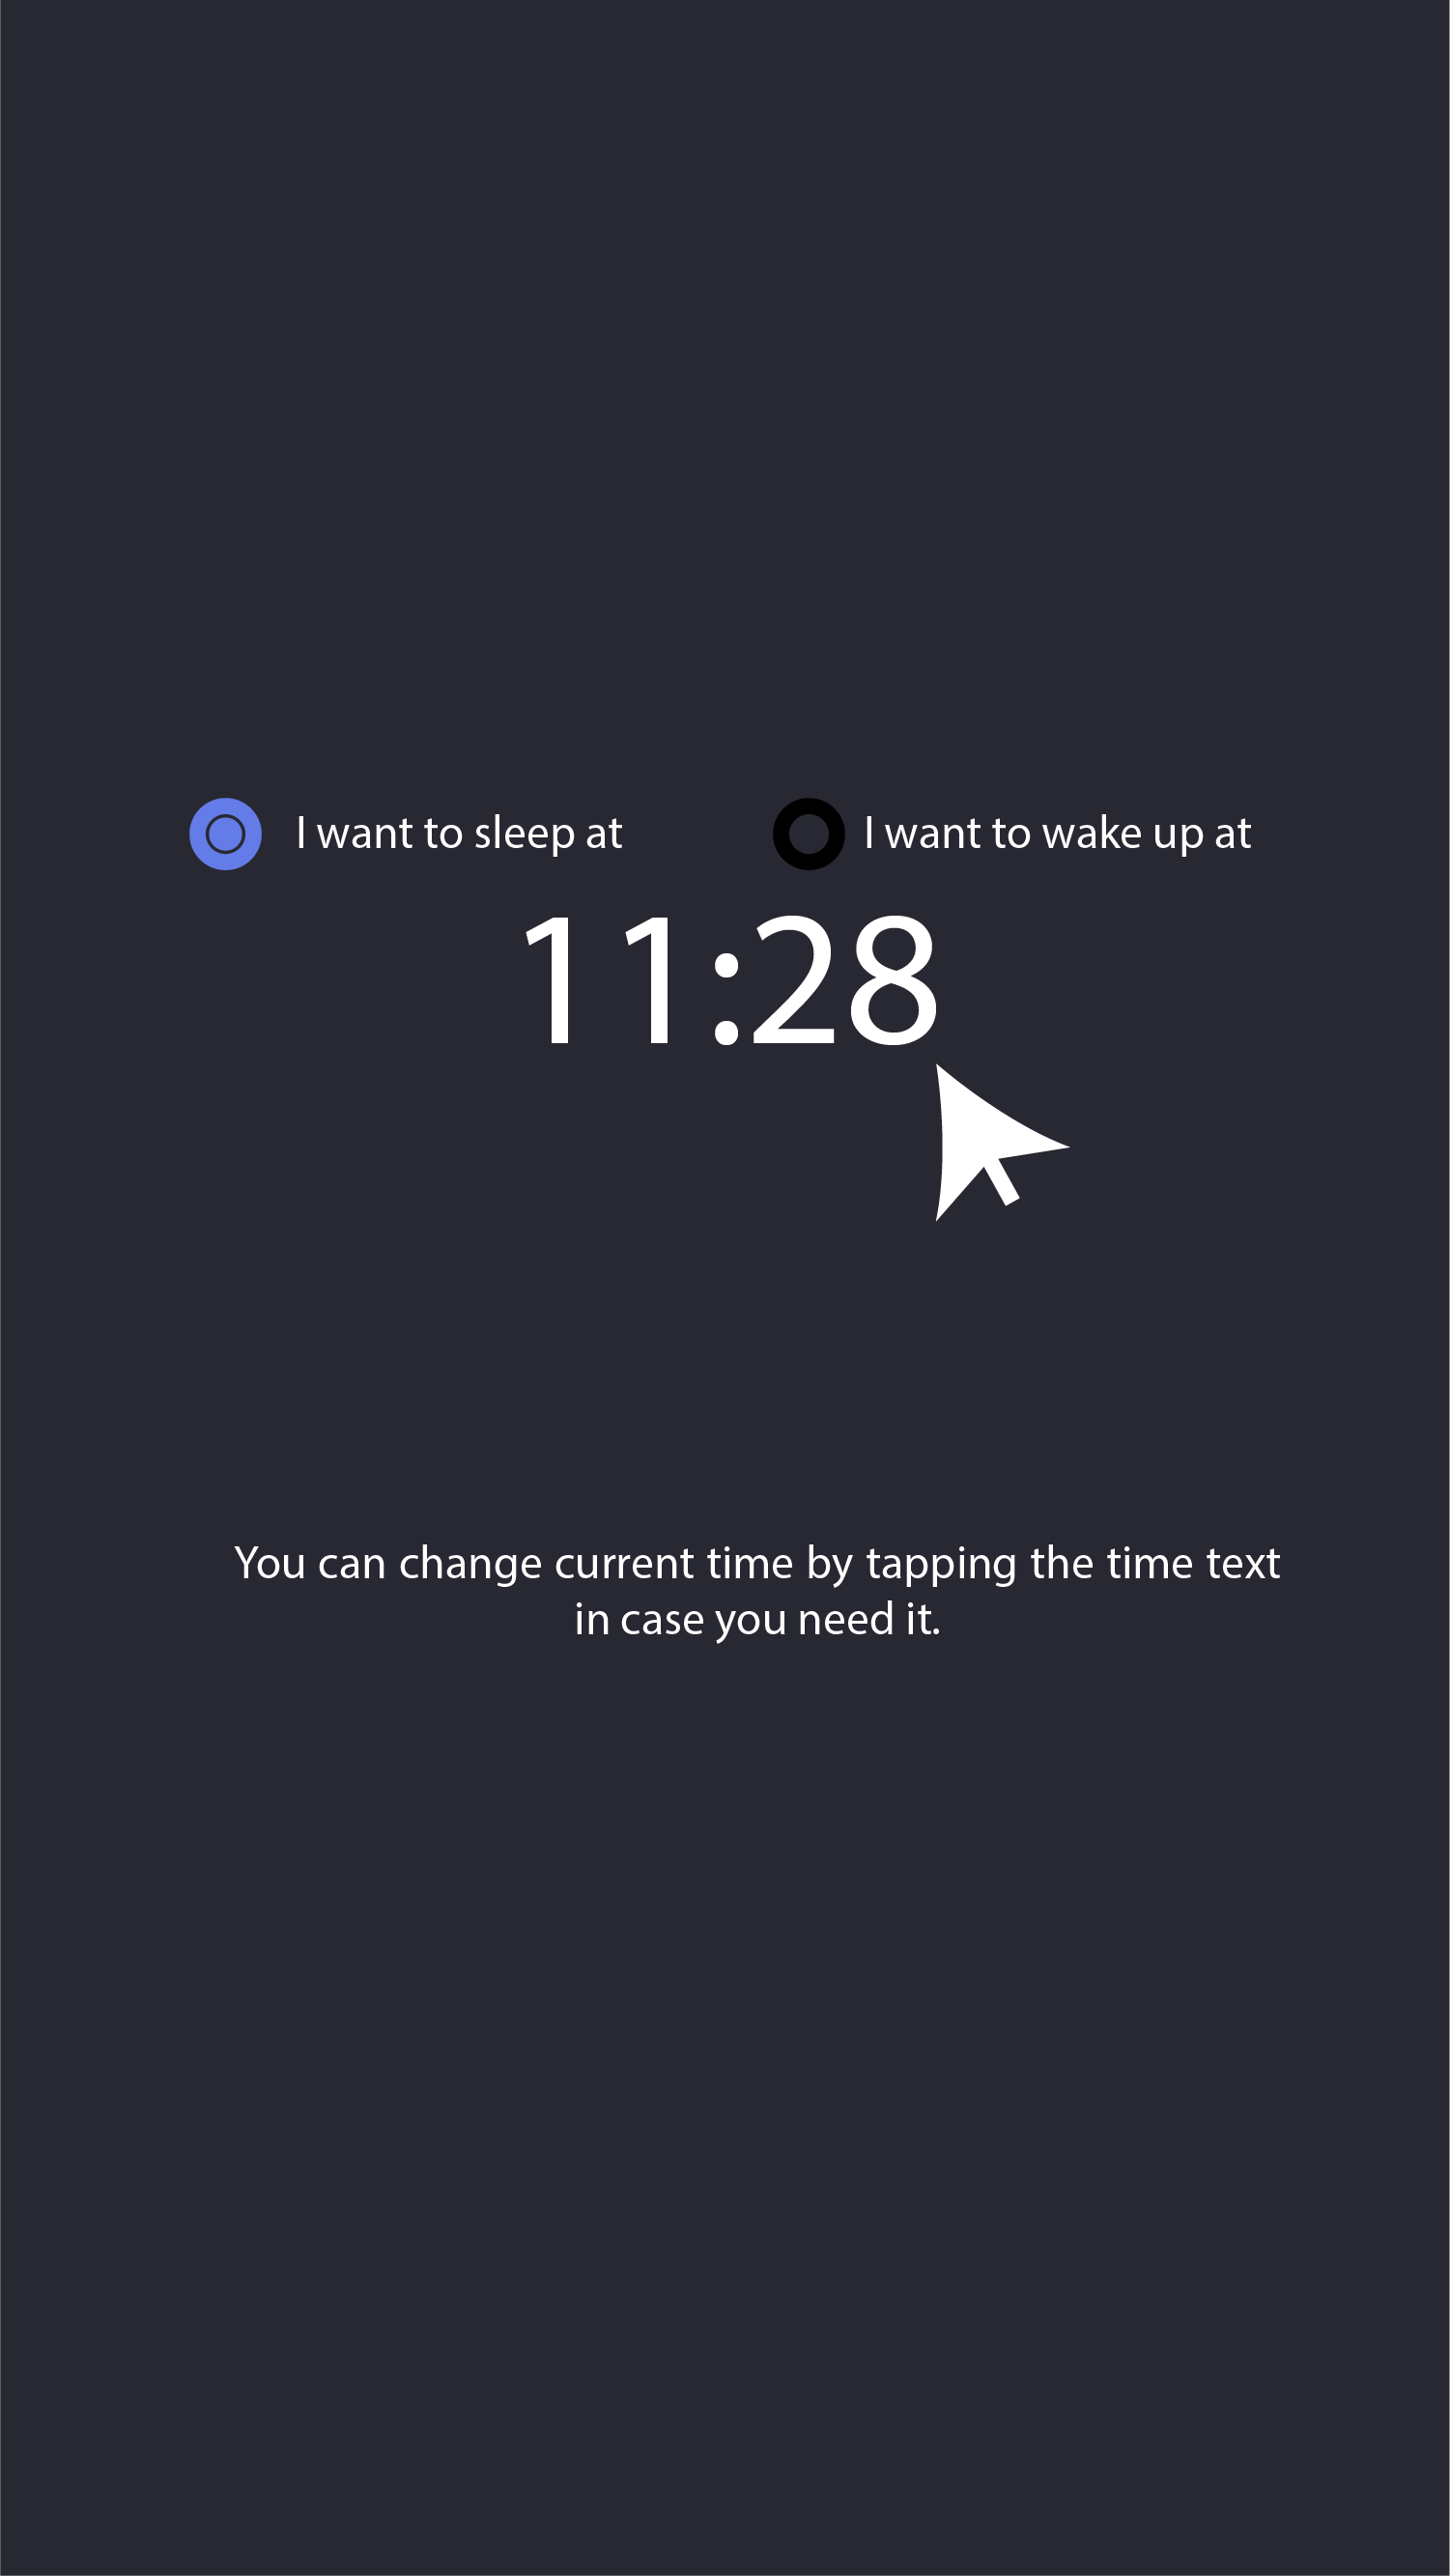 I want to sleep at
I want to wake up at
11:28
You can change current time by tapping the time text
in case you need it.